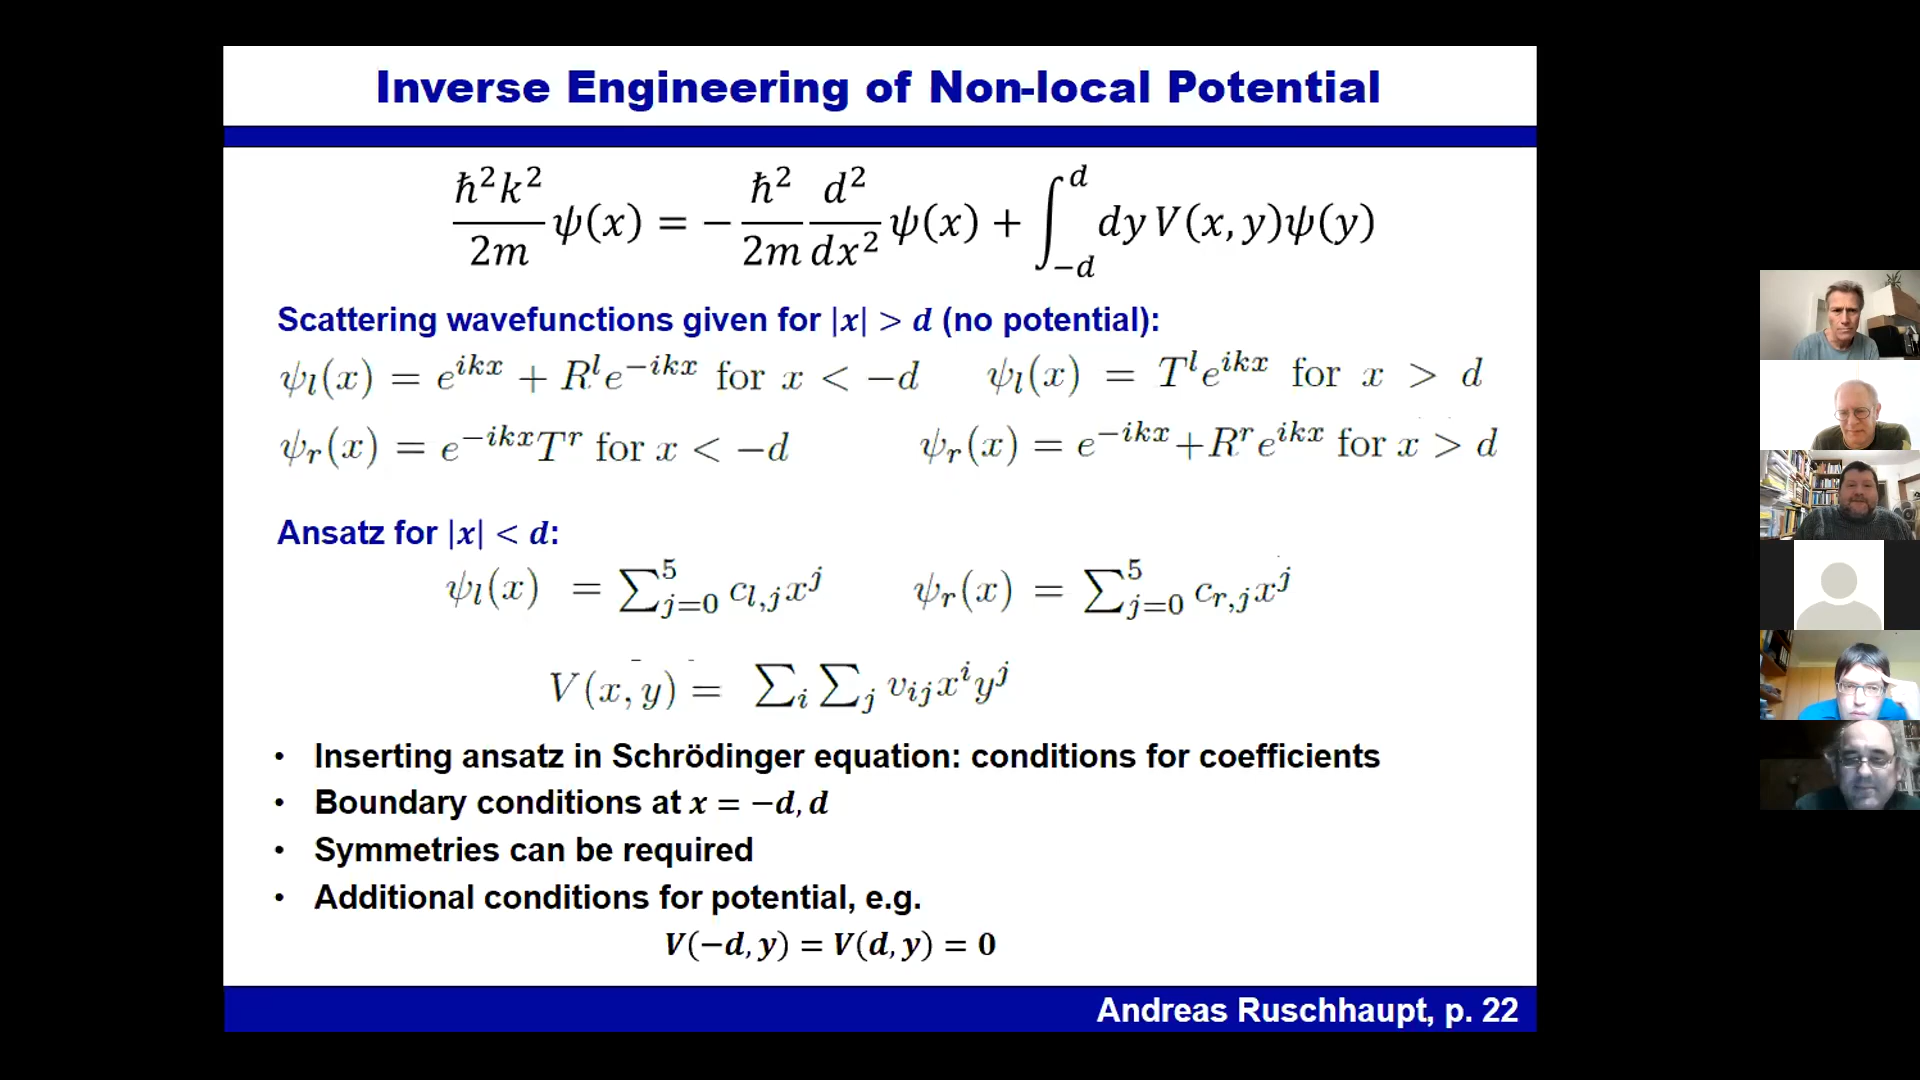 Inverse Engineering of Non-local Potential
ħ²k²/2m ψ(x) = − ħ²/2m d²/dx² ψ(x) + ∫_{−d}^{d} dy V(x, y)ψ(y)
Scattering wavefunctions given for |x| > d (no potential):
ψ_l(x) = e^{ikx} + R^l e^{−ikx} for x < −d    ψ_l(x) = T^l e^{ikx} for x > d
ψ_r(x) = e^{−ikx}T^r for x < −d    ψ_r(x) = e^{−ikx}+R^r e^{ikx} for x > d
Ansatz for |x| < d:
ψ_l(x) = ∑_{j=0}^{5} c_{l,j}x^j    ψ_r(x) = ∑_{j=0}^{5} c_{r,j}x^j
V(x, y) = ∑_i ∑_j v_{ij}x^i y^j
• Inserting ansatz in Schrödinger equation: conditions for coefficients
• Boundary conditions at x = −d, d
• Symmetries can be required
• Additional conditions for potential, e.g.
V(−d, y) = V(d, y) = 0
Andreas Ruschhaupt, p. 22